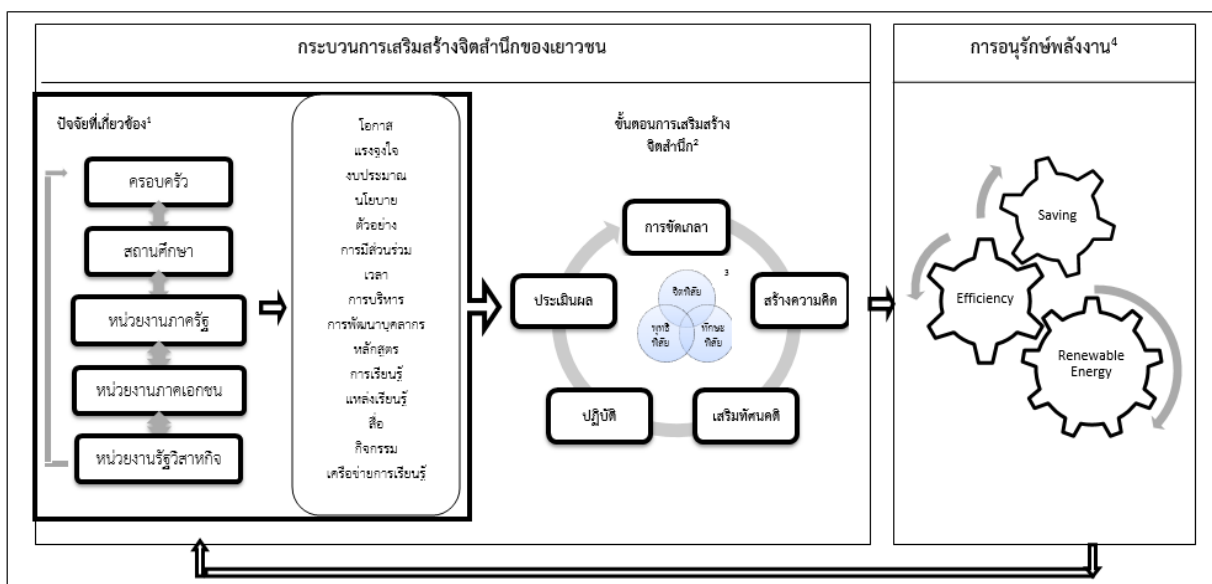 กระบวนการเสริมสร้างจิตสำนึกของเยาวชน
การอนุรักษ์พลังงาน⁴
ปัจจัยที่เกี่ยวข้อง¹
ครอบครัว
สถานศึกษา
หน่วยงานภาครัฐ
หน่วยงานภาคเอกชน
หน่วยงานรัฐวิสาหกิจ
โอกาส
แรงจูงใจ
งบประมาณ
นโยบาย
ตัวอย่าง
การมีส่วนร่วม
เวลา
การบริหาร
การพัฒนาบุคลากร
หลักสูตร
การเรียนรู้
แหล่งเรียนรู้
สื่อ
กิจกรรม
เครือข่ายการเรียนรู้
ขั้นตอนการเสริมสร้าง
จิตสำนึก²
การขัดเกลา
สร้างความคิด
เสริมทัศนคติ
ปฏิบัติ
ประเมินผล
3
จิตพิสัย
พุทธิ
พิสัย
ทักษะ
พิสัย
Saving
Efficiency
Renewable
Energy